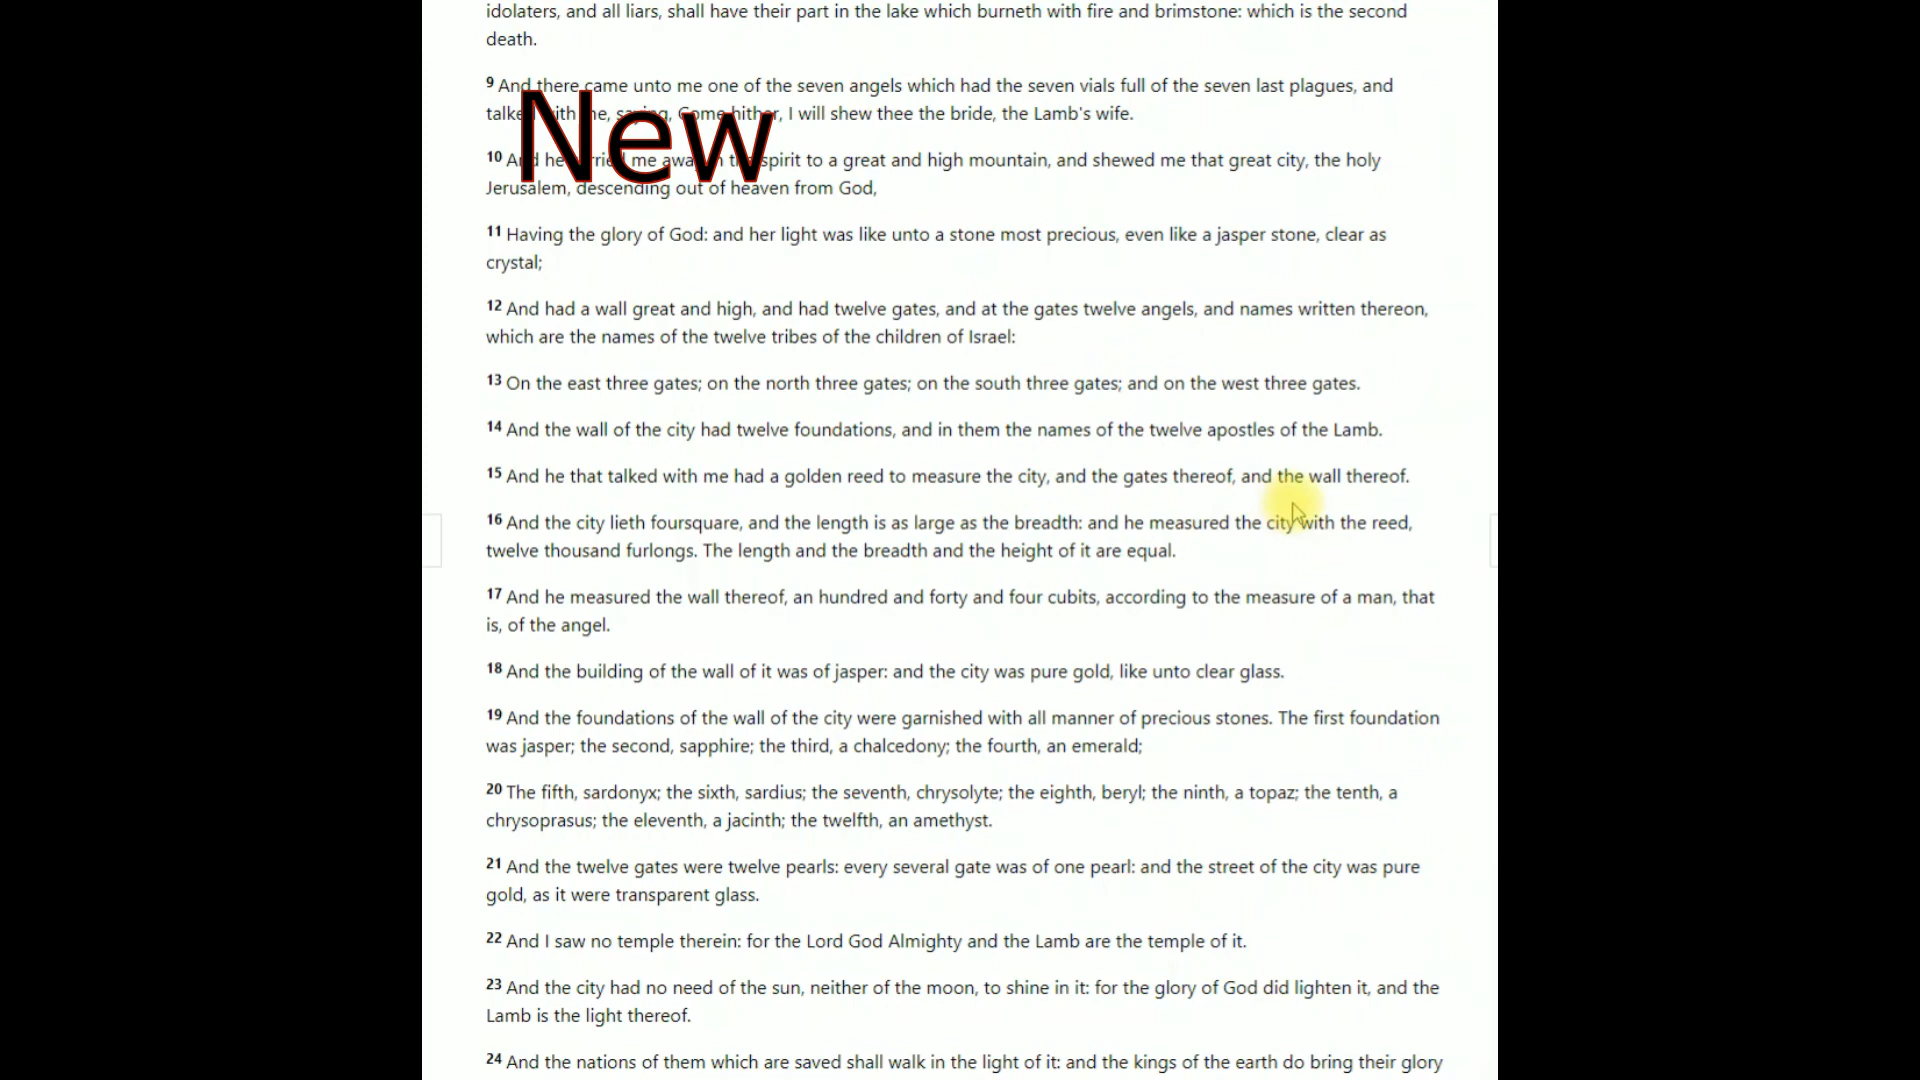 idolaters, and all liars, shall have their part in the lake which burneth with fire and brimstone: which is the second
death.
9 And there came unto me one of the seven angels which had the seven vials full of the seven last plagues, and
talked with me, saying, Come hither, I will shew thee the bride, the Lamb's wife.
New
10 And he carried me away in the spirit to a great and high mountain, and shewed me that great city, the holy
Jerusalem, descending out of heaven from God,
11 Having the glory of God: and her light was like unto a stone most precious, even like a jasper stone, clear as
crystal;
12 And had a wall great and high, and had twelve gates, and at the gates twelve angels, and names written thereon,
which are the names of the twelve tribes of the children of Israel:
13 On the east three gates; on the north three gates; on the south three gates; and on the west three gates.
14 And the wall of the city had twelve foundations, and in them the names of the twelve apostles of the Lamb.
15 And he that talked with me had a golden reed to measure the city, and the gates thereof, and the wall thereof.
16 And the city lieth foursquare, and the length is as large as the breadth: and he measured the city with the reed,
twelve thousand furlongs. The length and the breadth and the height of it are equal.
17 And he measured the wall thereof, an hundred and forty and four cubits, according to the measure of a man, that
is, of the angel.
18 And the building of the wall of it was of jasper: and the city was pure gold, like unto clear glass.
19 And the foundations of the wall of the city were garnished with all manner of precious stones. The first foundation
was jasper; the second, sapphire; the third, a chalcedony; the fourth, an emerald;
20 The fifth, sardonyx; the sixth, sardius; the seventh, chrysolyte; the eighth, beryl; the ninth, a topaz; the tenth, a
chrysoprasus; the eleventh, a jacinth; the twelfth, an amethyst.
21 And the twelve gates were twelve pearls: every several gate was of one pearl: and the street of the city was pure
gold, as it were transparent glass.
22 And I saw no temple therein: for the Lord God Almighty and the Lamb are the temple of it.
23 And the city had no need of the sun, neither of the moon, to shine in it: for the glory of God did lighten it, and the
Lamb is the light thereof.
24 And the nations of them which are saved shall walk in the light of it: and the kings of the earth do bring their glory